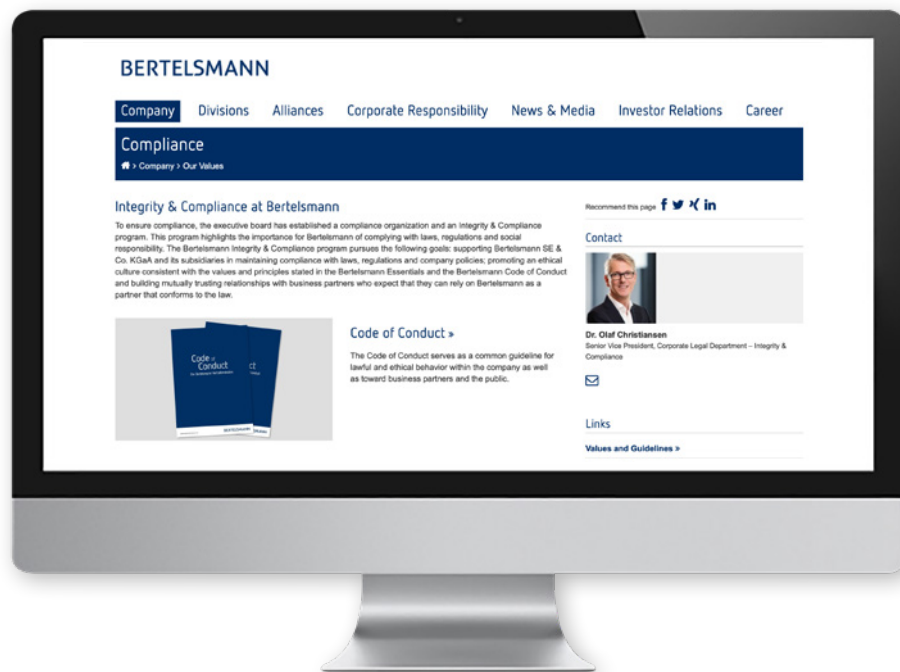 BERTELSMANN
Company Divisions Alliances Corporate Responsibility News & Media Investor Relations Career
Compliance
> Company > Our Values
Integrity & Compliance at Bertelsmann
To ensure compliance, the executive board has established a compliance organization and an Integrity & Compliance
program. This program highlights the importance for Bertelsmann of complying with laws, regulations and social
responsibility. The Bertelsmann Integrity & Compliance program pursues the following goals: supporting Bertelsmann SE &
Co. KGaA and its subsidiaries in maintaining compliance with laws, regulations and company policies; promoting an ethical
culture consistent with the values and principles stated in the Bertelsmann Essentials and the Bertelsmann Code of Conduct
and building mutually trusting relationships with business partners who expect that they can rely on Bertelsmann as a
partner that conforms to the law.
Code of
Conduct
BERTELSMANN
Code of Conduct »
The Code of Conduct serves as a common guideline for
lawful and ethical behavior within the company as well
as toward business partners and the public.
Recommend this page
Contact
Dr. Olaf Christiansen
Senior Vice President, Corporate Legal Department – Integrity &
Compliance
Links
Values and Guidelines »